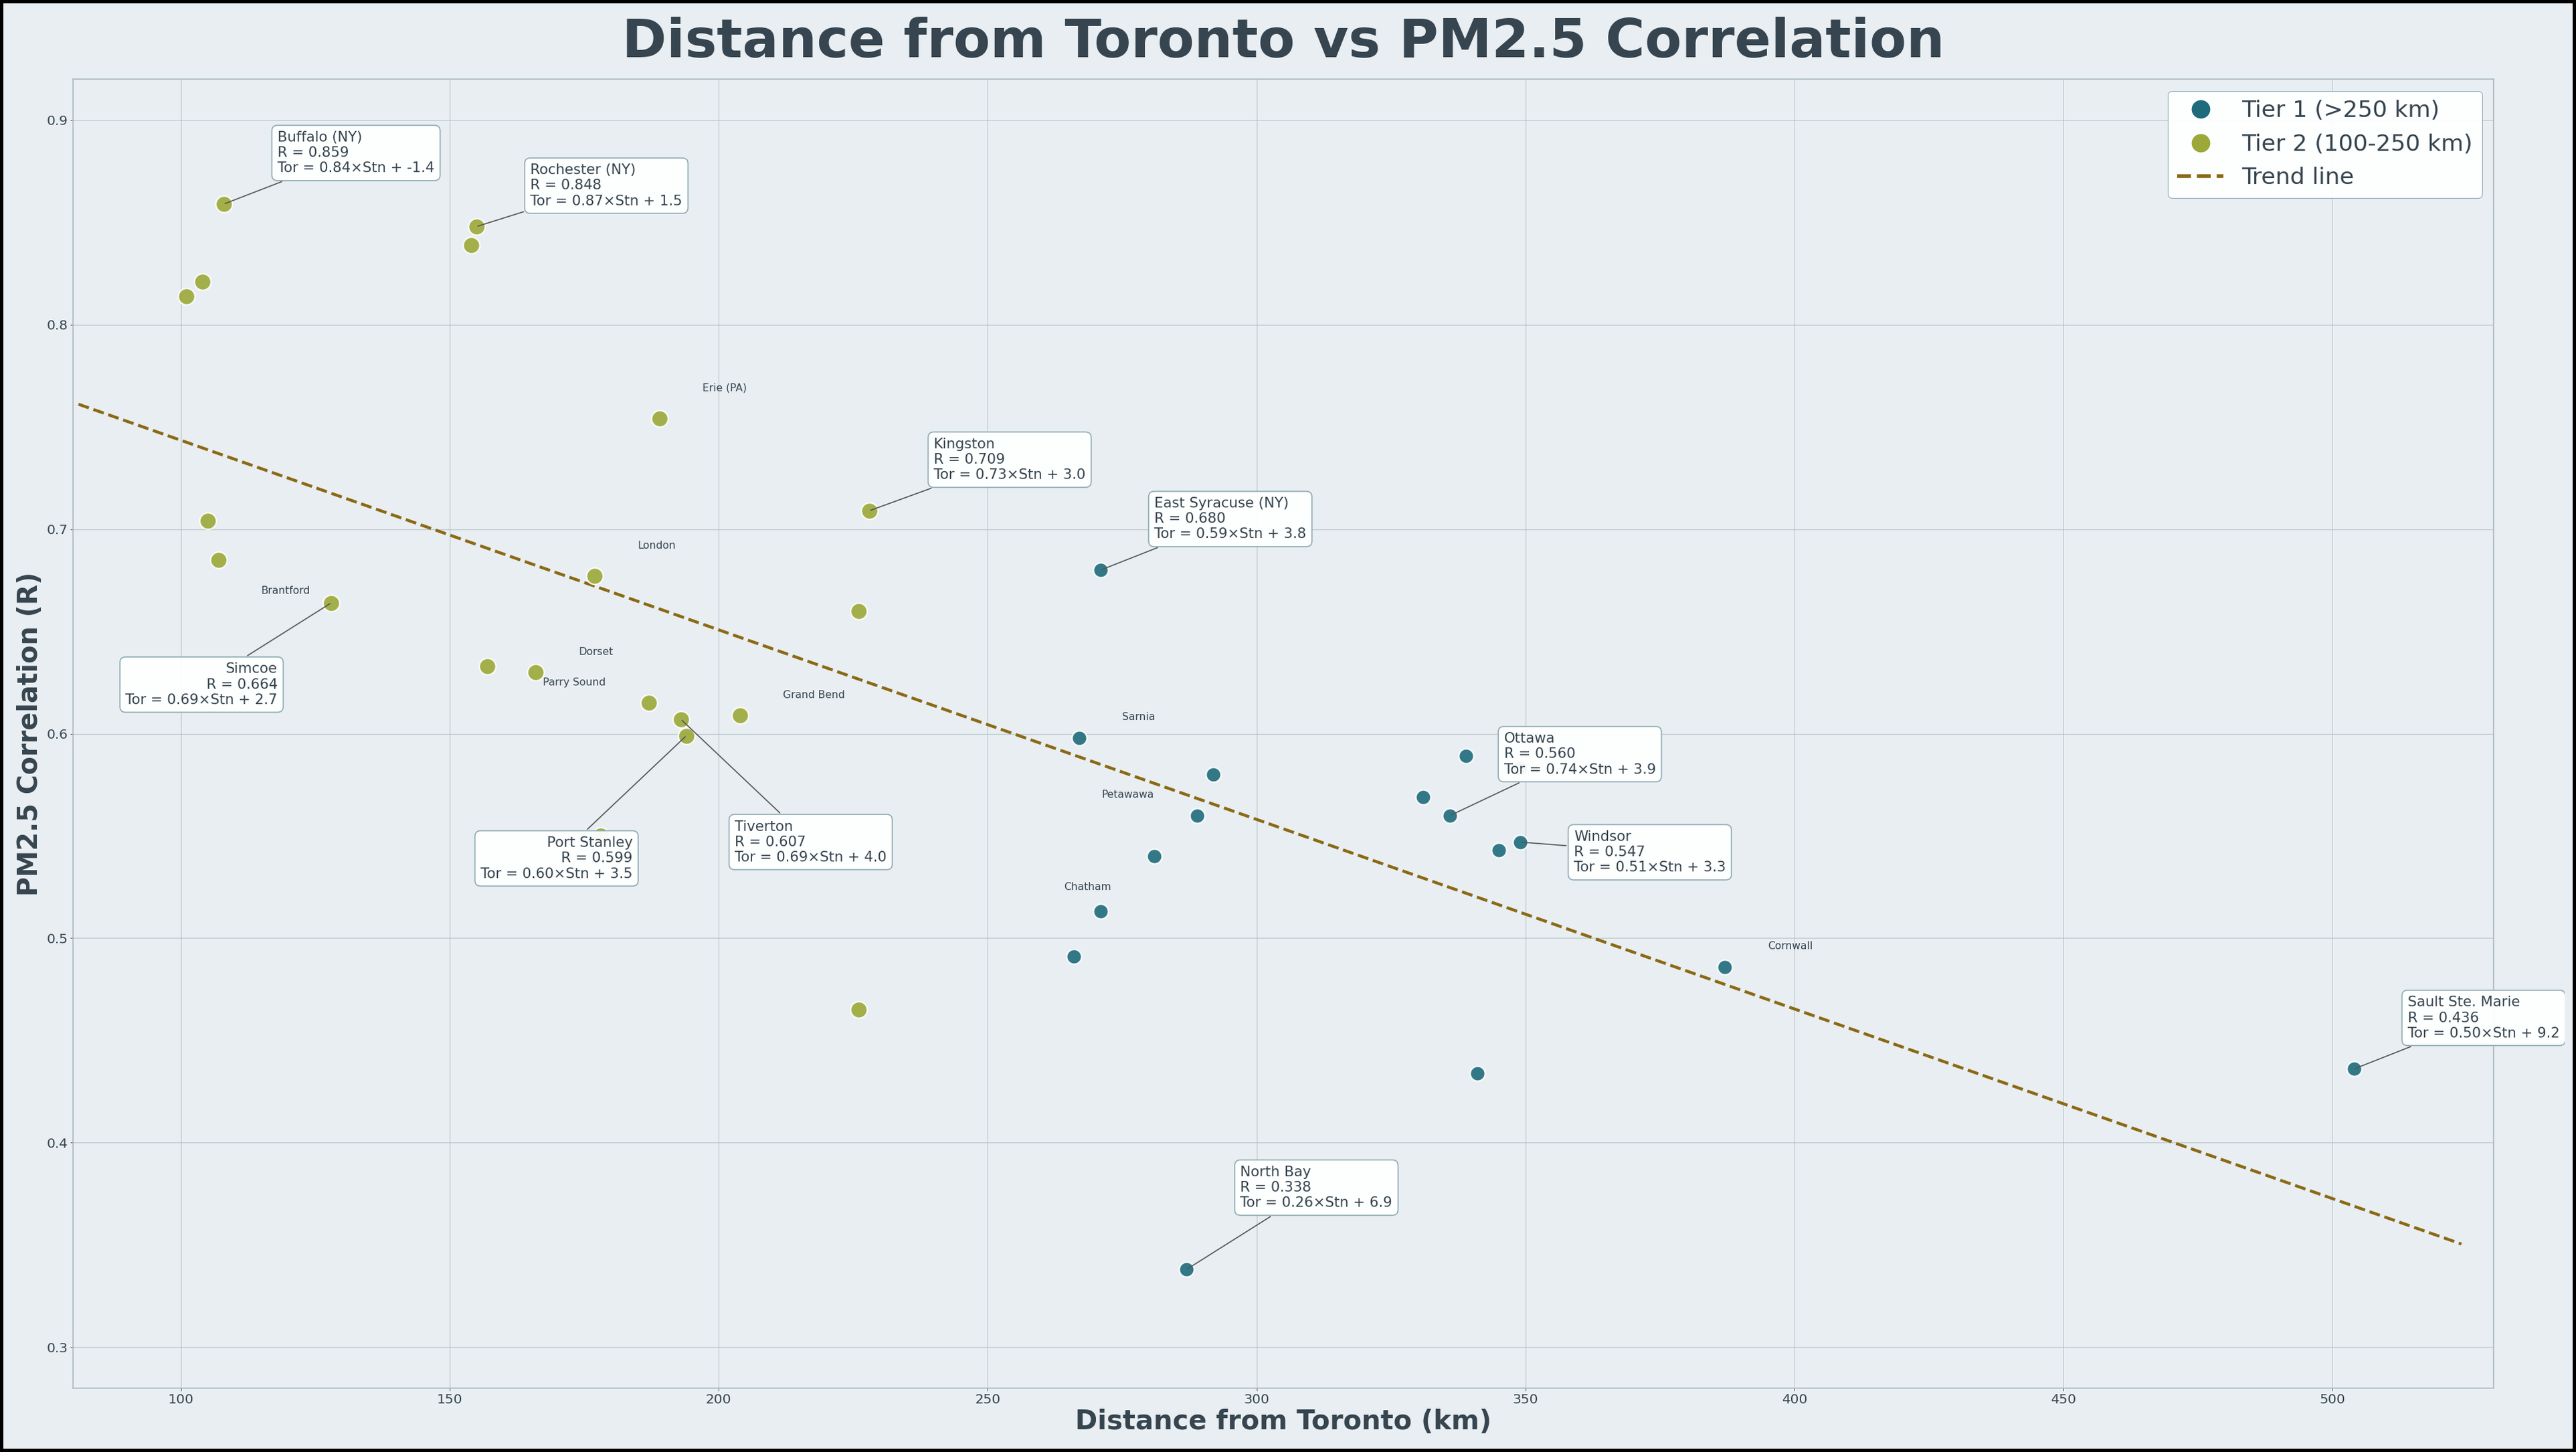 Distance from Toronto vs PM2.5 Correlation
Tier 1 (>250 km)
Tier 2 (100-250 km)
Trend line
PM2.5 Correlation (R)
0.9
0.8
0.7
0.6
0.5
0.4
0.3
Buffalo (NY)
R = 0.859
Tor = 0.84×Stn + -1.4
Rochester (NY)
R = 0.848
Tor = 0.87×Stn + 1.5
Erie (PA)
Kingston
R = 0.709
Tor = 0.73×Stn + 3.0
East Syracuse (NY)
R = 0.680
Tor = 0.59×Stn + 3.8
London
Brantford
Simcoe
R = 0.664
Tor = 0.69×Stn + 2.7
Dorset
Parry Sound
Grand Bend
Sarnia
Ottawa
R = 0.560
Tor = 0.74×Stn + 3.9
Petawawa
Port Stanley
R = 0.599
Tor = 0.60×Stn + 3.5
Tiverton
R = 0.607
Tor = 0.69×Stn + 4.0
Windsor
R = 0.547
Tor = 0.51×Stn + 3.3
Chatham
Cornwall
Sault Ste. Marie
R = 0.436
Tor = 0.50×Stn + 9.2
North Bay
R = 0.338
Tor = 0.26×Stn + 6.9
100
150
200
250
300
350
400
450
500
Distance from Toronto (km)